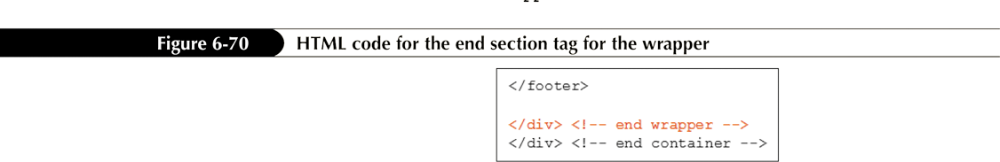 Figure 6-70 HTML code for the end section tag for the wrapper
</footer>
</div> <!-- end wrapper -->
</div> <!-- end container -->